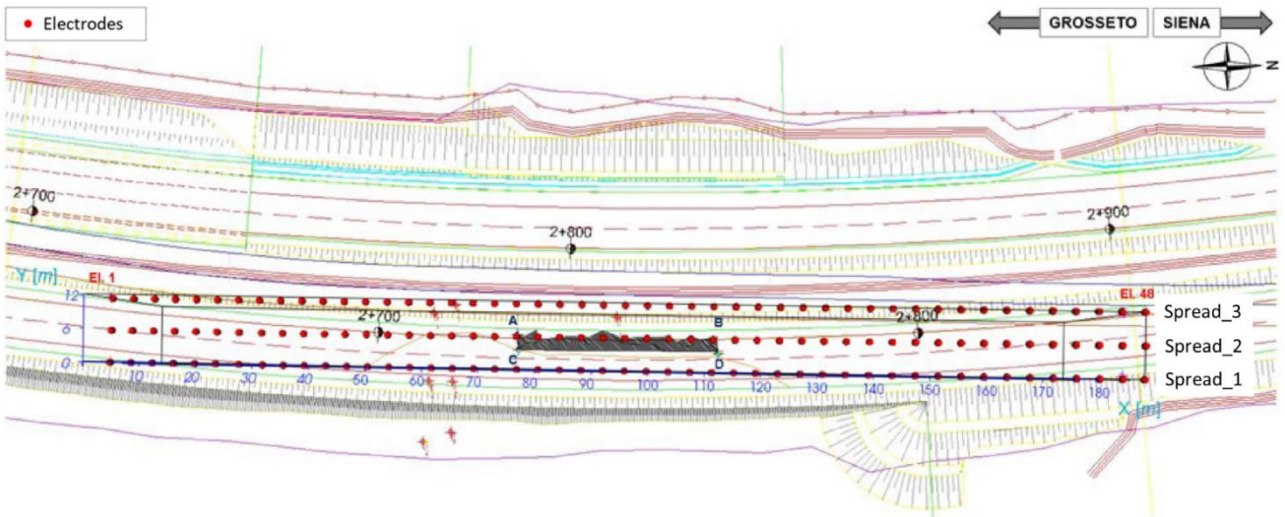 Electrodes
GROSSETO SIENA
N
2+700
2+800
2+900
Y [m]
El. 1
EL 48
12
6
0
2+700
A
B
2+800
C
D
Spread_3
Spread_2
Spread_1
10 20 30 40 50 60 70 80 90 100 110 120 130 140 150 160 170 180
X [m]